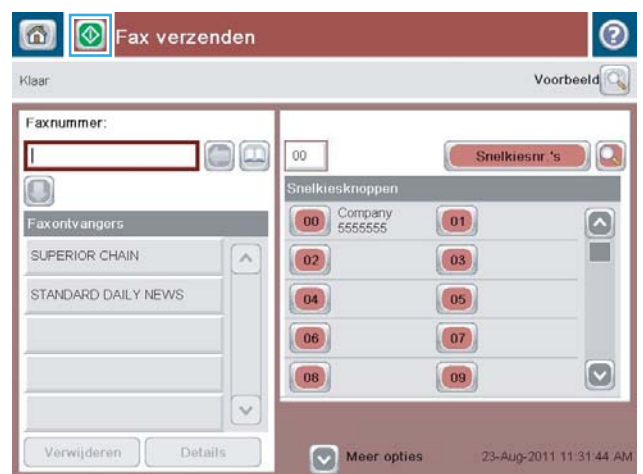 Fax verzenden
Klaar
Voorbeeld
Faxnummer:
00
Snelkiesnr.'s
Snelkiesknoppen
00 Company 01
5555555
Faxontvangers
SUPERIOR CHAIN
02 03
STANDARD DAILY NEWS
04 05
06 07
08 09
Verwijderen Details
Meer opties
23-Aug-2011 11:31:44 AM